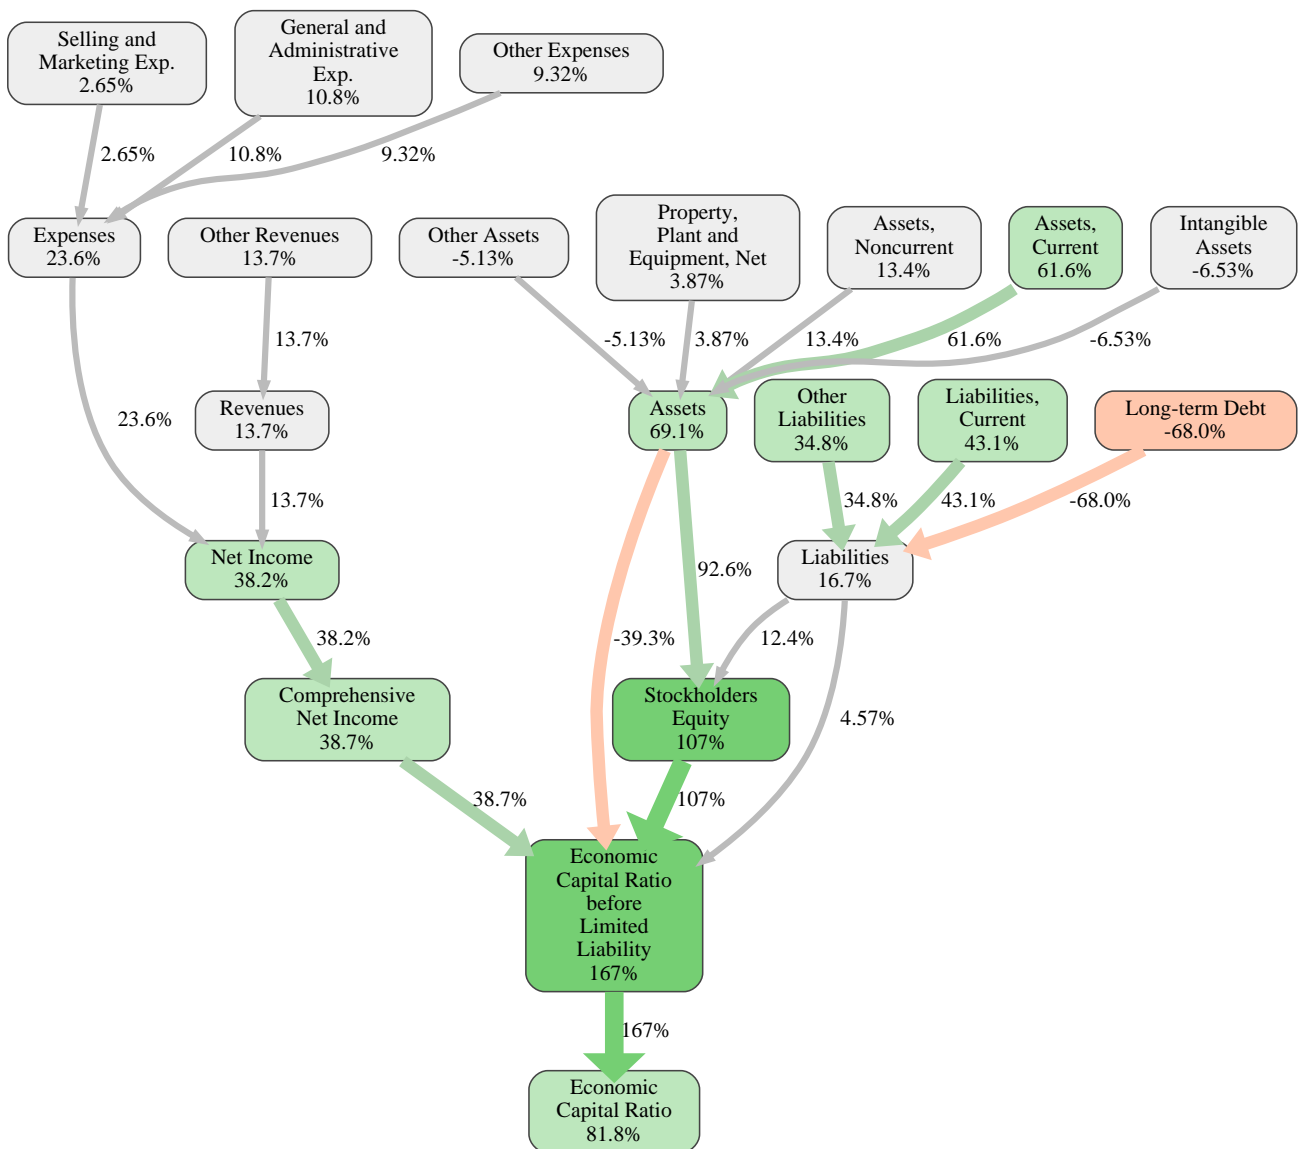 Selling and
Marketing Exp.
2.65%
General and
Administrative
Exp.
10.8%
Other Expenses
9.32%
2.65%
10.8%
9.32%
Expenses
23.6%
Other Revenues
13.7%
Other Assets
-5.13%
Property,
Plant and
Equipment, Net
3.87%
Assets,
Noncurrent
13.4%
Assets,
Current
61.6%
Intangible
Assets
-6.53%
13.7%
-5.13%
3.87%
13.4%
61.6%
-6.53%
23.6%
Revenues
13.7%
Assets
69.1%
Other
Liabilities
34.8%
Liabilities,
Current
43.1%
Long-term Debt
-68.0%
13.7%
34.8%
43.1%
-68.0%
Net Income
38.2%
92.6%
Liabilities
16.7%
38.2%
-39.3%
12.4%
Comprehensive
Net Income
38.7%
Stockholders
Equity
107%
4.57%
38.7%
107%
Economic
Capital Ratio
before
Limited
Liability
167%
167%
Economic
Capital Ratio
81.8%